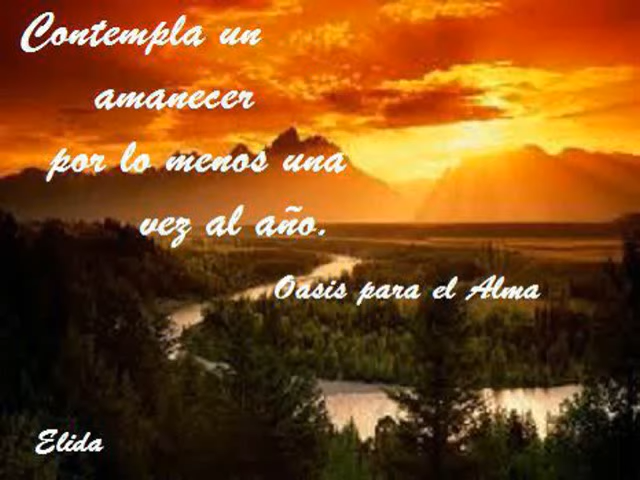 Contempla un
amanecer
por lo menos una
vez al año.
Oasis para el Alma
Elida